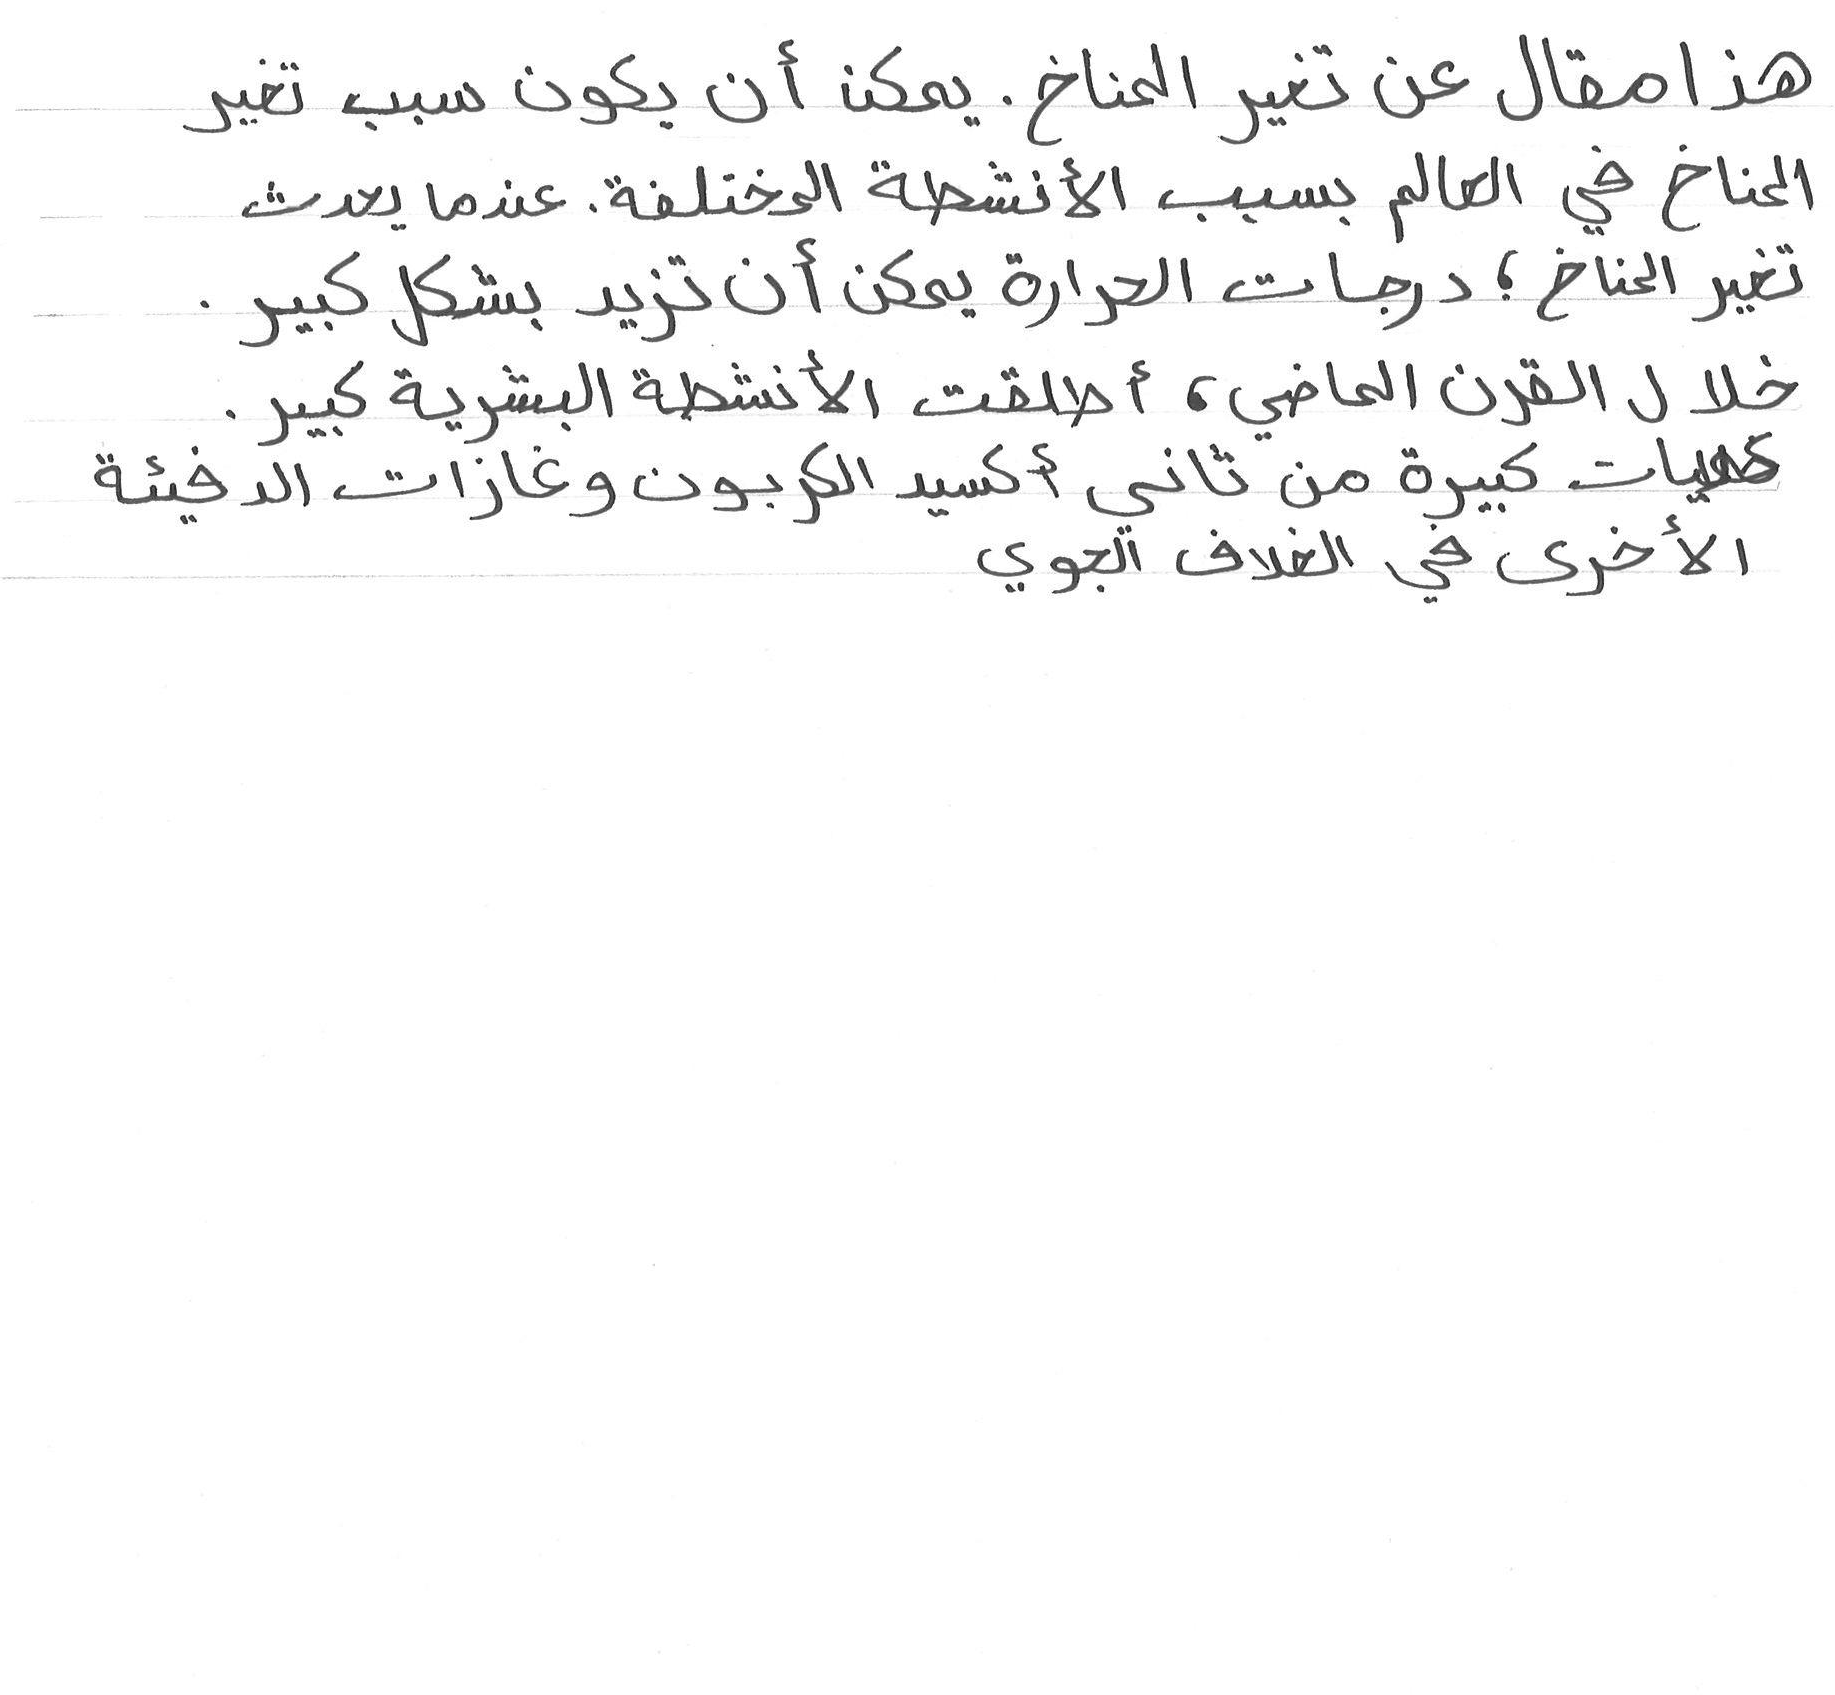 هذا مقال عن تغير المناخ. يمكن أن يكون سبب تغير
المناخ في العالم بسبب الأنشطة المختلفة. عندما يحدث
تغير المناخ؛ درجات الحرارة يمكن أن تزيد بشكل كبير.
خلال القرن الماضي، أطلقت الأنشطة البشرية كبير.
كميات كبيرة من ثاني أكسيد الكربون وغازات الدفيئة
الأخرى في الغلاف الجوي